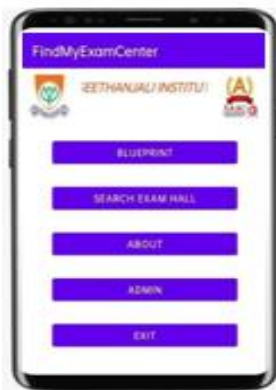 FindMyExamCenter
EETHANJALI INSTITU
BLUEPRINT
SEARCH EXAM HALL
ABOUT
ADMIN
EXIT